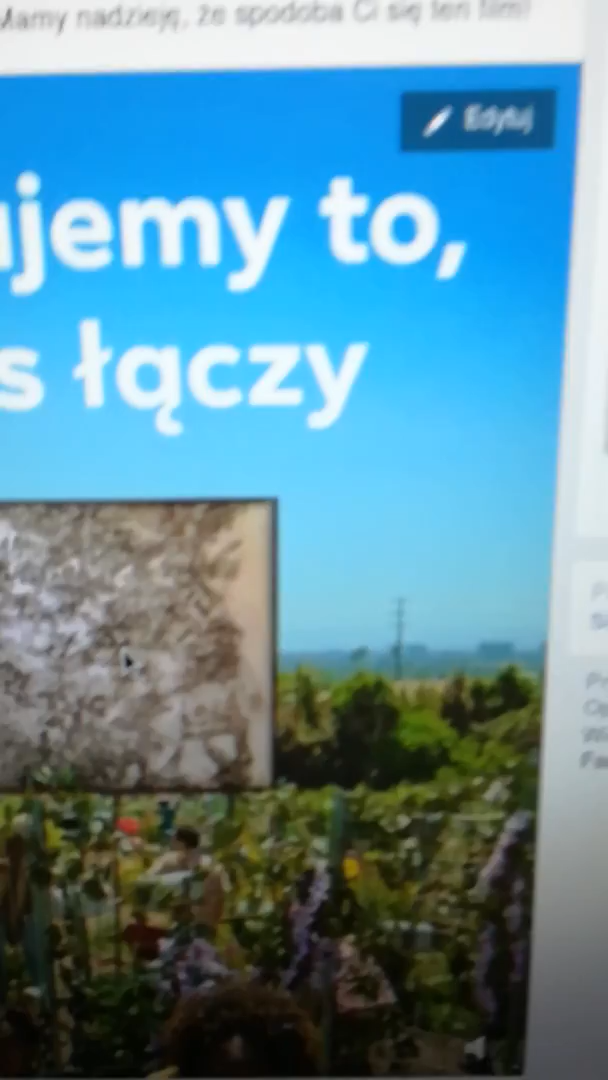 Mamy nadzieję, że spodoba Ci się ten film!
Edytuj
ujemy to,
s łączy